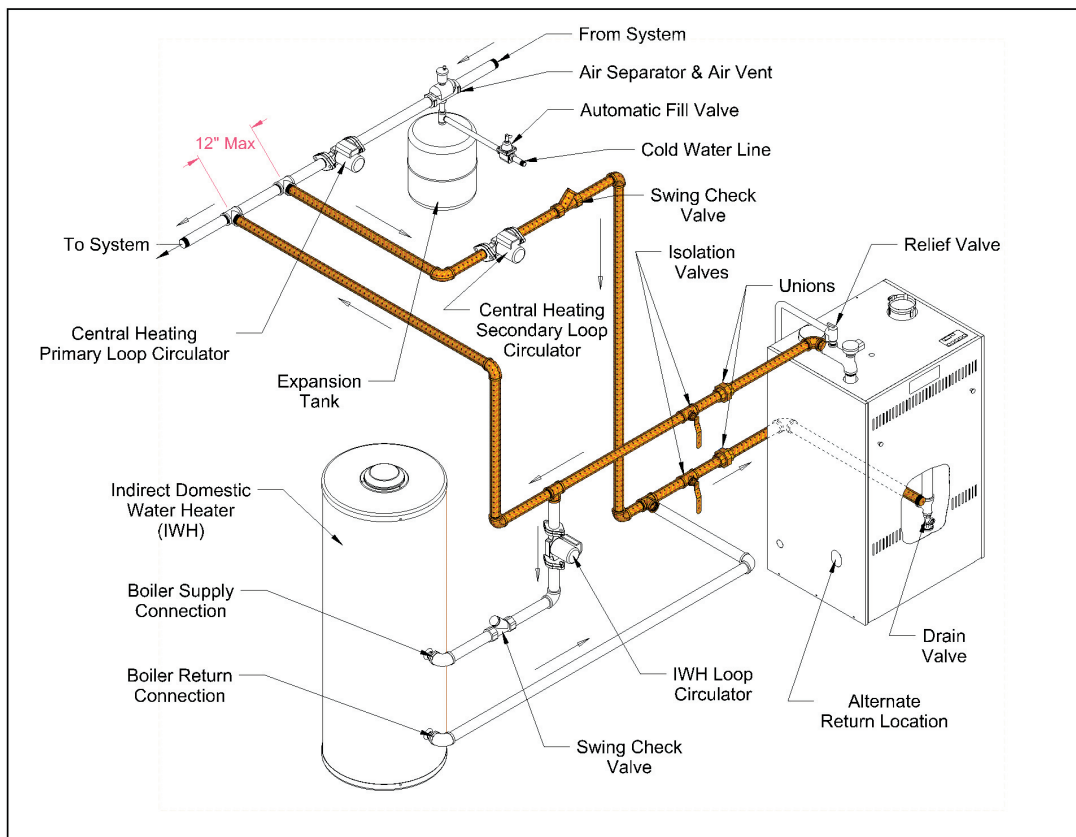 From System
Air Separator & Air Vent
Automatic Fill Valve
12" Max
Cold Water Line
Swing Check
Valve
To System
Isolation
Valves
Relief Valve
Unions
Central Heating
Primary Loop Circulator
Central Heating
Secondary Loop
Circulator
Expansion
Tank
Indirect Domestic
Water Heater
(IWH)
Boiler Supply
Connection
Boiler Return
Connection
IWH Loop
Circulator
Swing Check
Valve
Drain
Valve
Alternate
Return Location